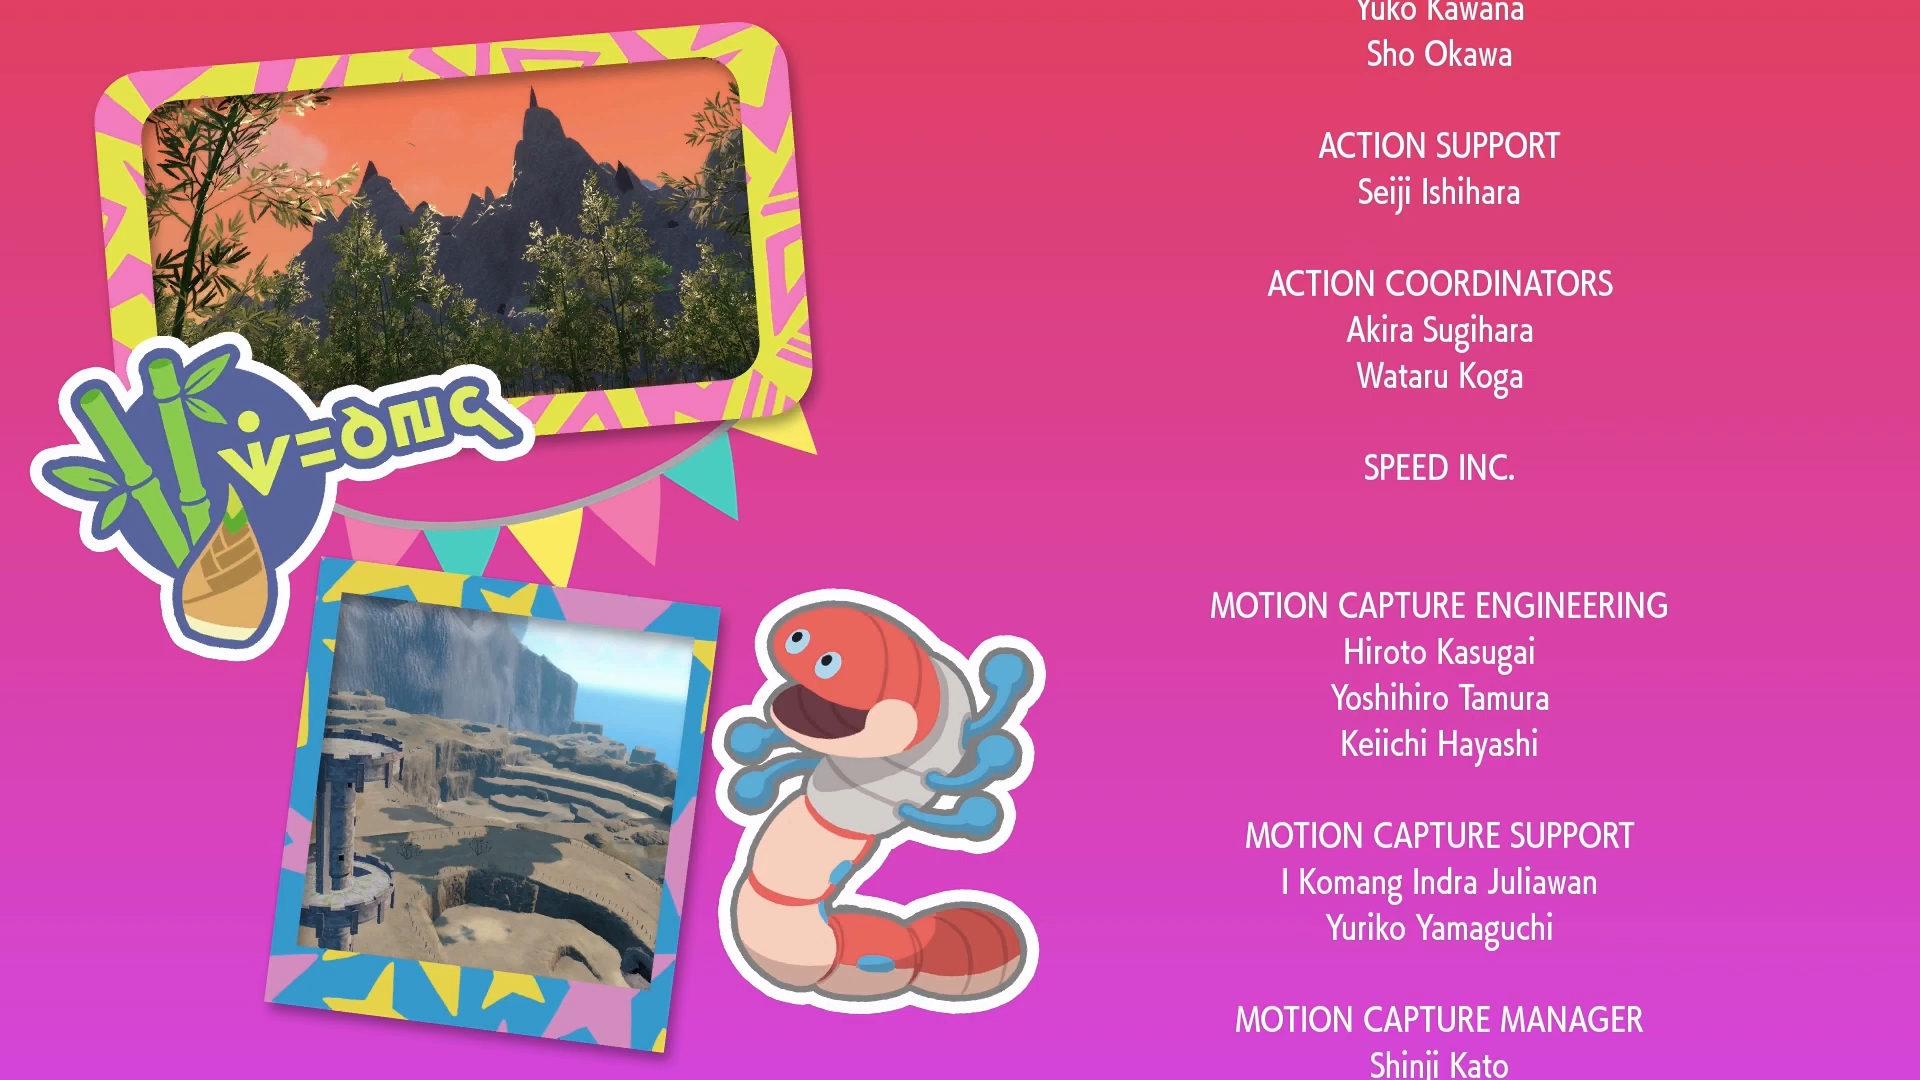 Yuko Kawana
Sho Okawa
ACTION SUPPORT
Seiji Ishihara
ACTION COORDINATORS
Akira Sugihara
Wataru Koga
SPEED INC.
MOTION CAPTURE ENGINEERING
Hiroto Kasugai
Yoshihiro Tamura
Keiichi Hayashi
MOTION CAPTURE SUPPORT
I Komang Indra Juliawan
Yuriko Yamaguchi
MOTION CAPTURE MANAGER
Shinji Kato